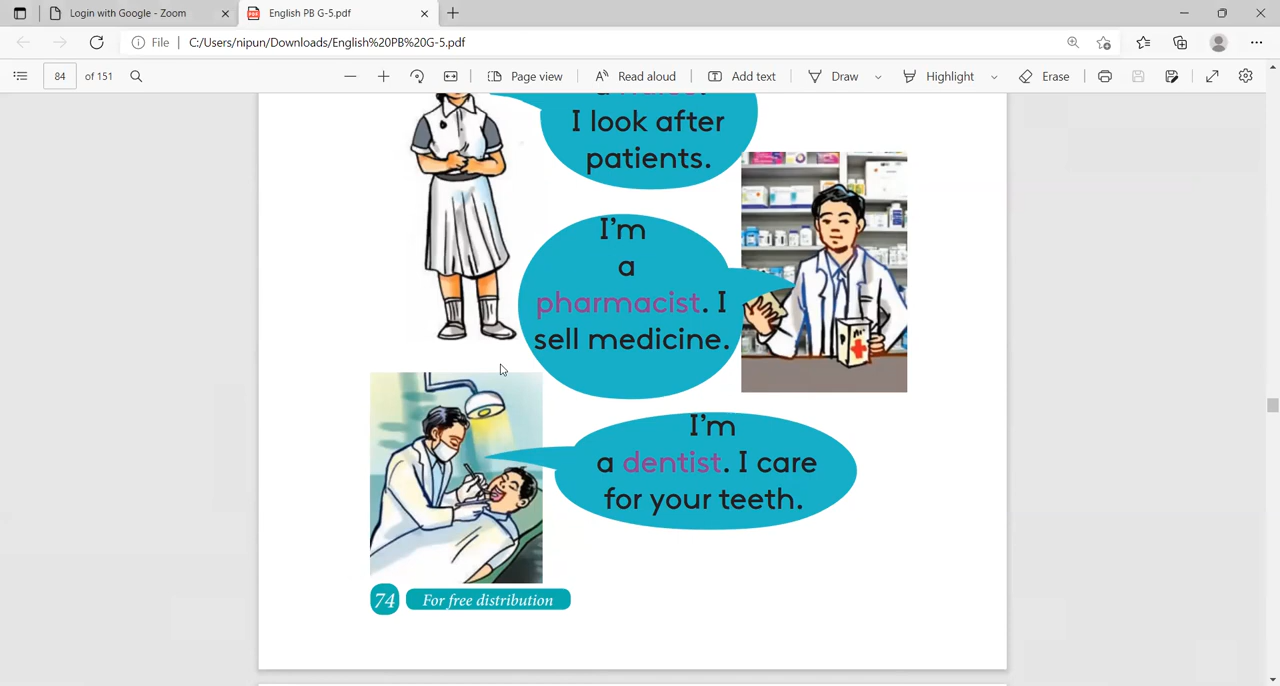 Login with Google - Zoom
English PB G-5.pdf
File
C:/Users/nipun/Downloads/English%20PB%20G-5.pdf
84 of 151
Page view
Read aloud
Add text
Draw
Highlight
Erase
I look after
patients.
I'm
a
pharmacist. I
sell medicine.
I'm
a dentist. I care
for your teeth.
74 For free distribution